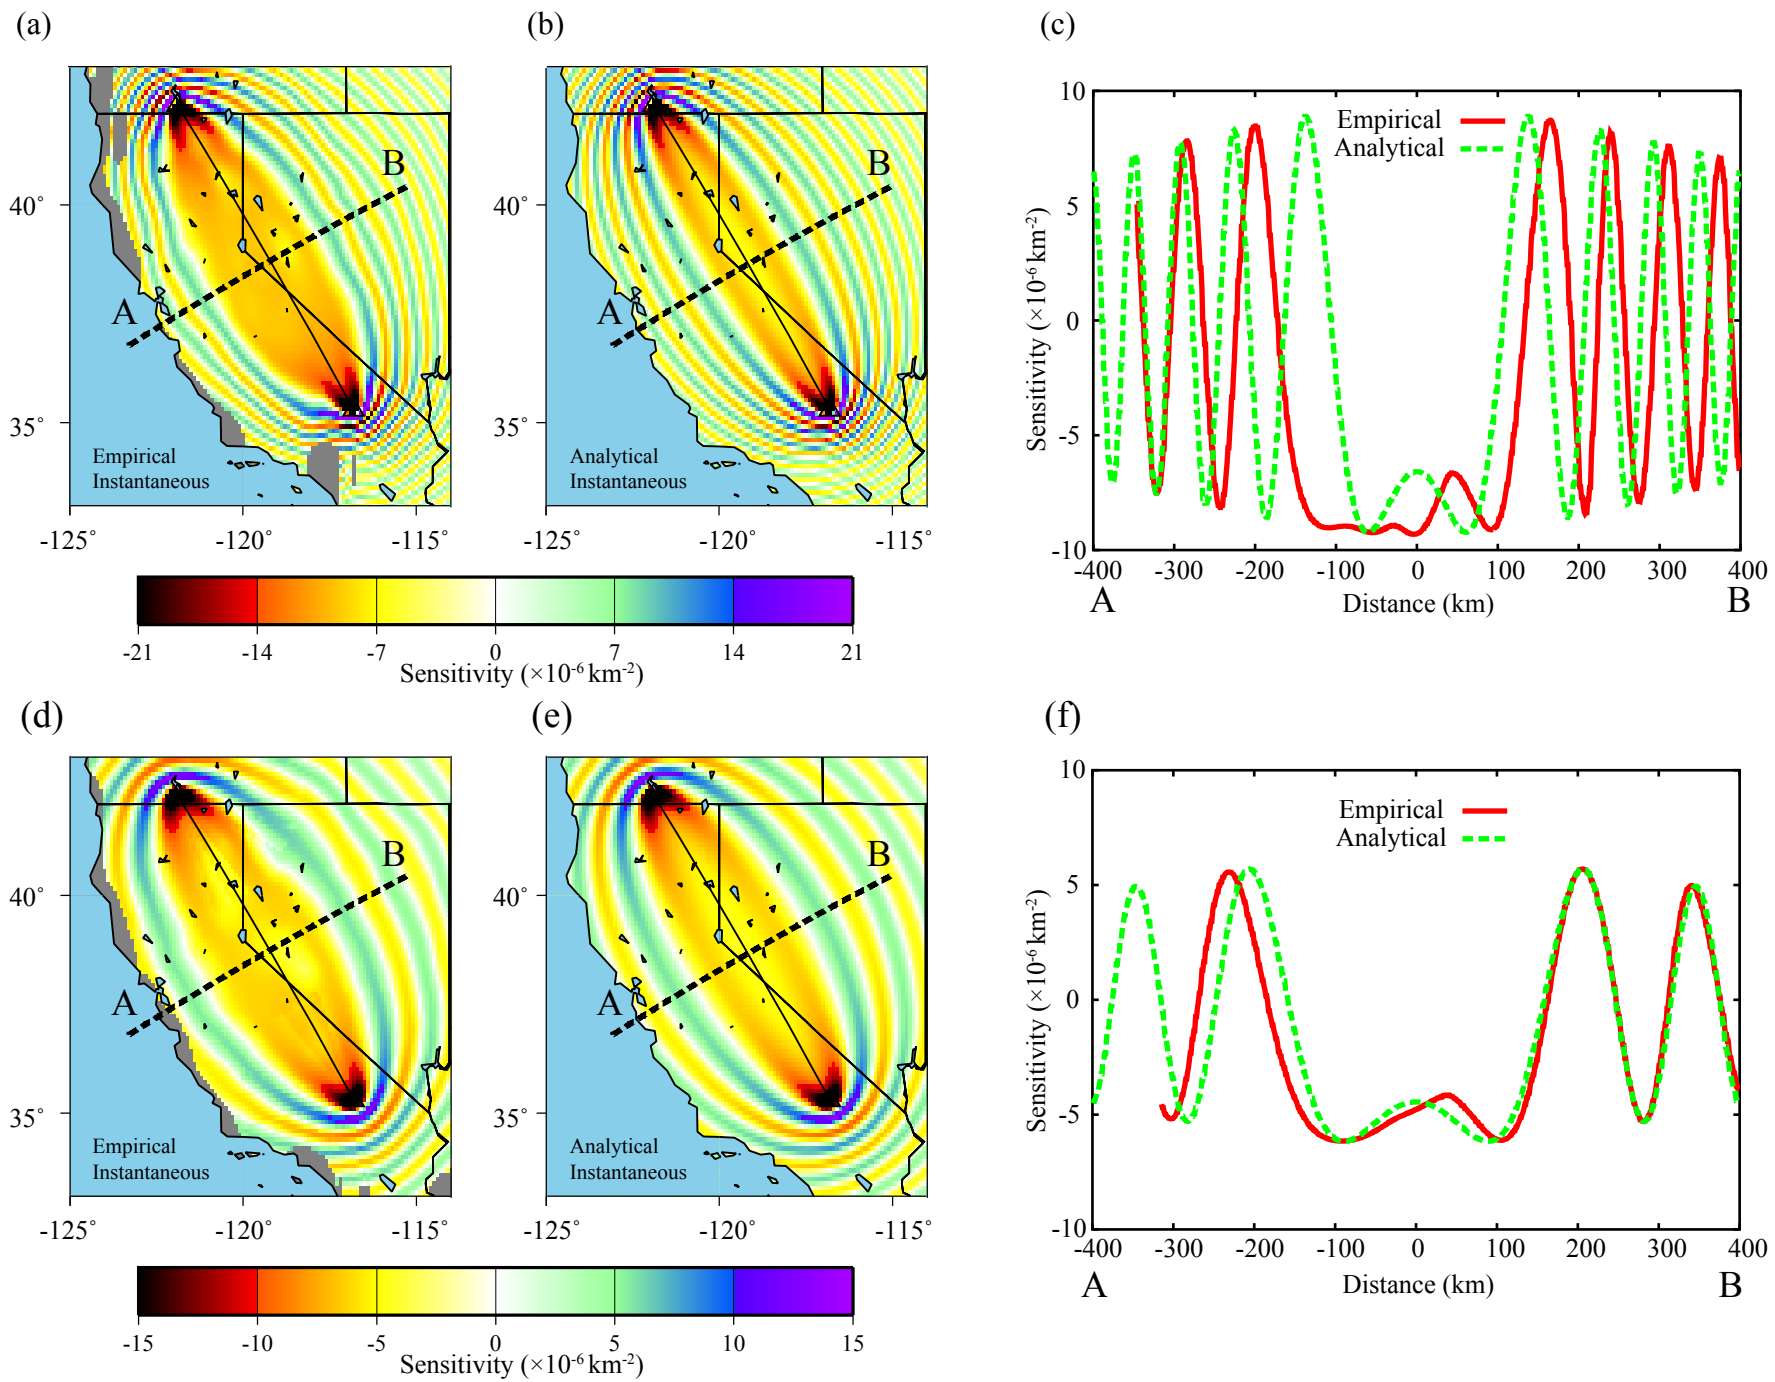 (a)
(b)
(c)
B
B
A
A
40°
40°
35°
35°
Empirical
Instantaneous
Analytical
Instantaneous
-125° -120° -115°
-125° -120° -115°
-21 -14 -7 0 7 14 21
Sensitivity (×10-6 km-2)
Empirical
Analytical
Sensitivity (×10-6 km-2)
10
5
0
-5
-10
-400 -300 -200 -100 0 100 200 300 400
A Distance (km) B
(d)
(e)
(f)
B
B
A
A
40°
40°
35°
35°
Empirical
Instantaneous
Analytical
Instantaneous
-125° -120° -115°
-125° -120° -115°
-15 -10 -5 0 5 10 15
Sensitivity (×10-6 km-2)
Empirical
Analytical
Sensitivity (×10-6 km-2)
10
5
0
-5
-10
-400 -300 -200 -100 0 100 200 300 400
A Distance (km) B